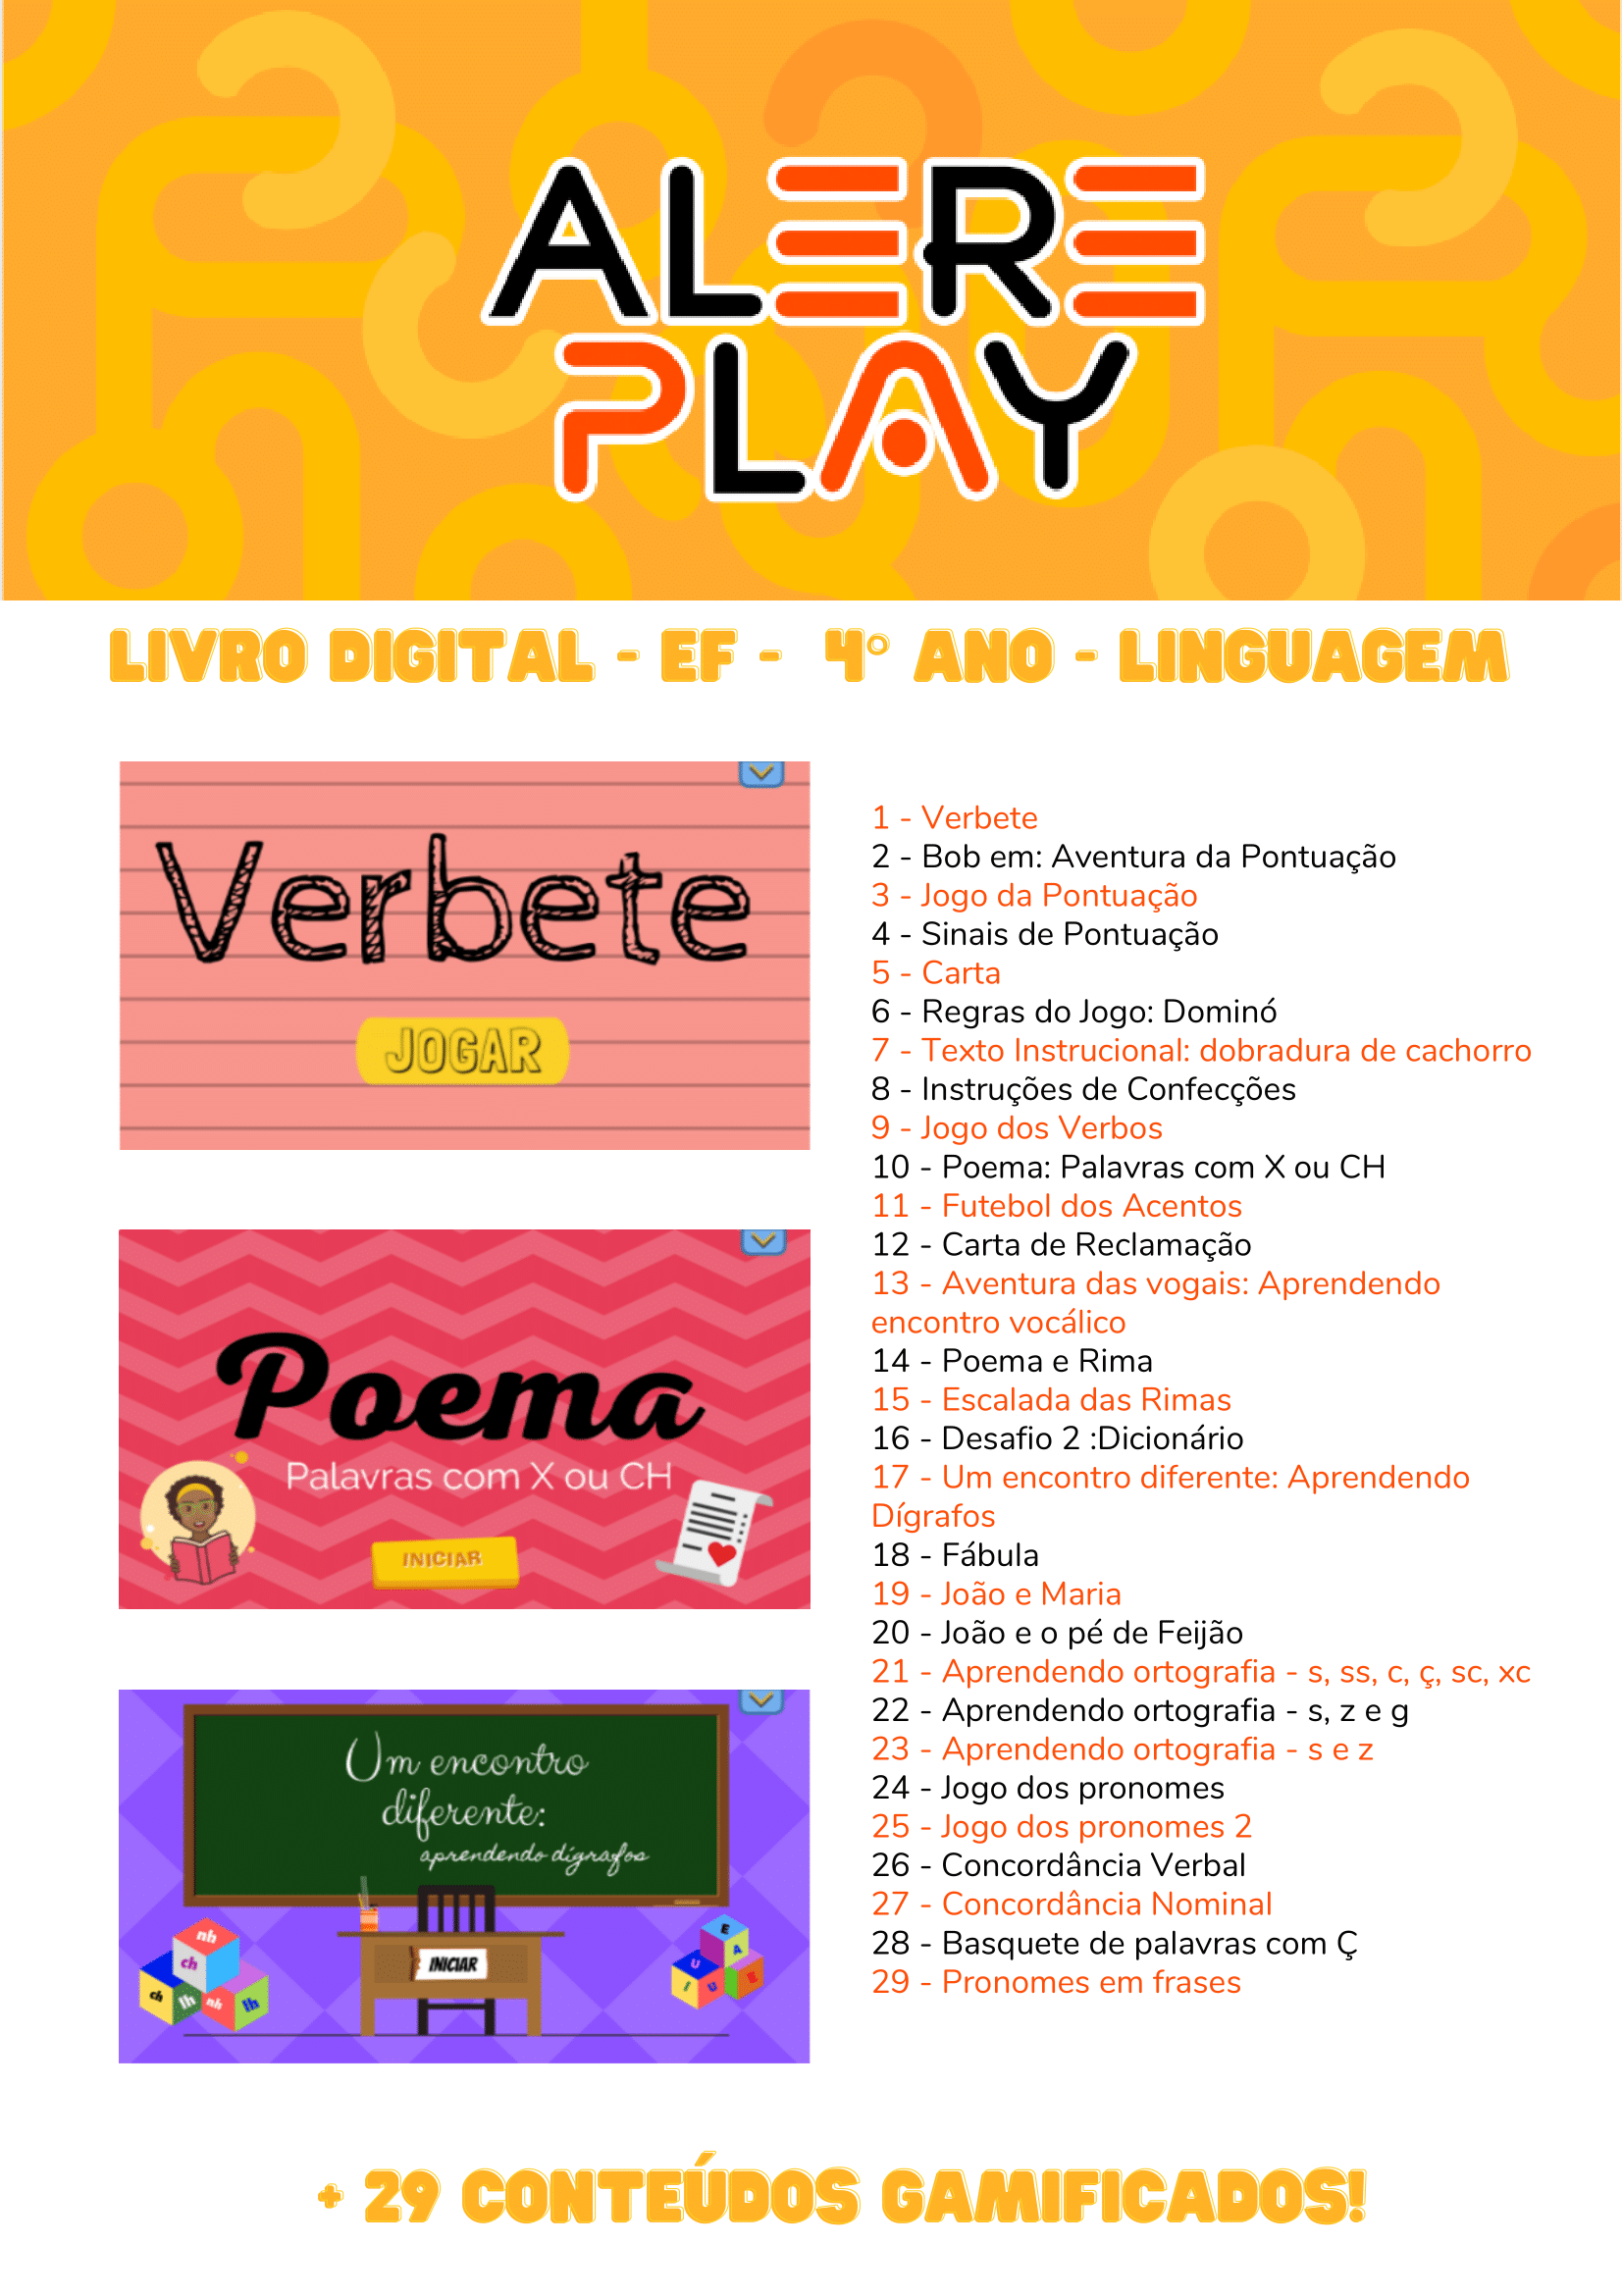 ALERE
PLAY
LIVRO DIGITAL - EF - 4º ANO - LINGUAGEM
Verbete
JOGAR
Poema
Palavras com X ou CH
INICIAR
Um encontro
diferente:
aprendendo dígrafos
INICIAR
nh
ch
ch
lh
nh
lh
E
A
U
I
U
E
1 - Verbete
2 - Bob em: Aventura da Pontuação
3 - Jogo da Pontuação
4 - Sinais de Pontuação
5 - Carta
6 - Regras do Jogo: Dominó
7 - Texto Instrucional: dobradura de cachorro
8 - Instruções de Confecções
9 - Jogo dos Verbos
10 - Poema: Palavras com X ou CH
11 - Futebol dos Acentos
12 - Carta de Reclamação
13 - Aventura das vogais: Aprendendo
encontro vocálico
14 - Poema e Rima
15 - Escalada das Rimas
16 - Desafio 2 :Dicionário
17 - Um encontro diferente: Aprendendo
Dígrafos
18 - Fábula
19 - João e Maria
20 - João e o pé de Feijão
21 - Aprendendo ortografia - s, ss, c, ç, sc, xc
22 - Aprendendo ortografia - s, z e g
23 - Aprendendo ortografia - s e z
24 - Jogo dos pronomes
25 - Jogo dos pronomes 2
26 - Concordância Verbal
27 - Concordância Nominal
28 - Basquete de palavras com Ç
29 - Pronomes em frases
+ 29 CONTEÚDOS GAMIFICADOS!